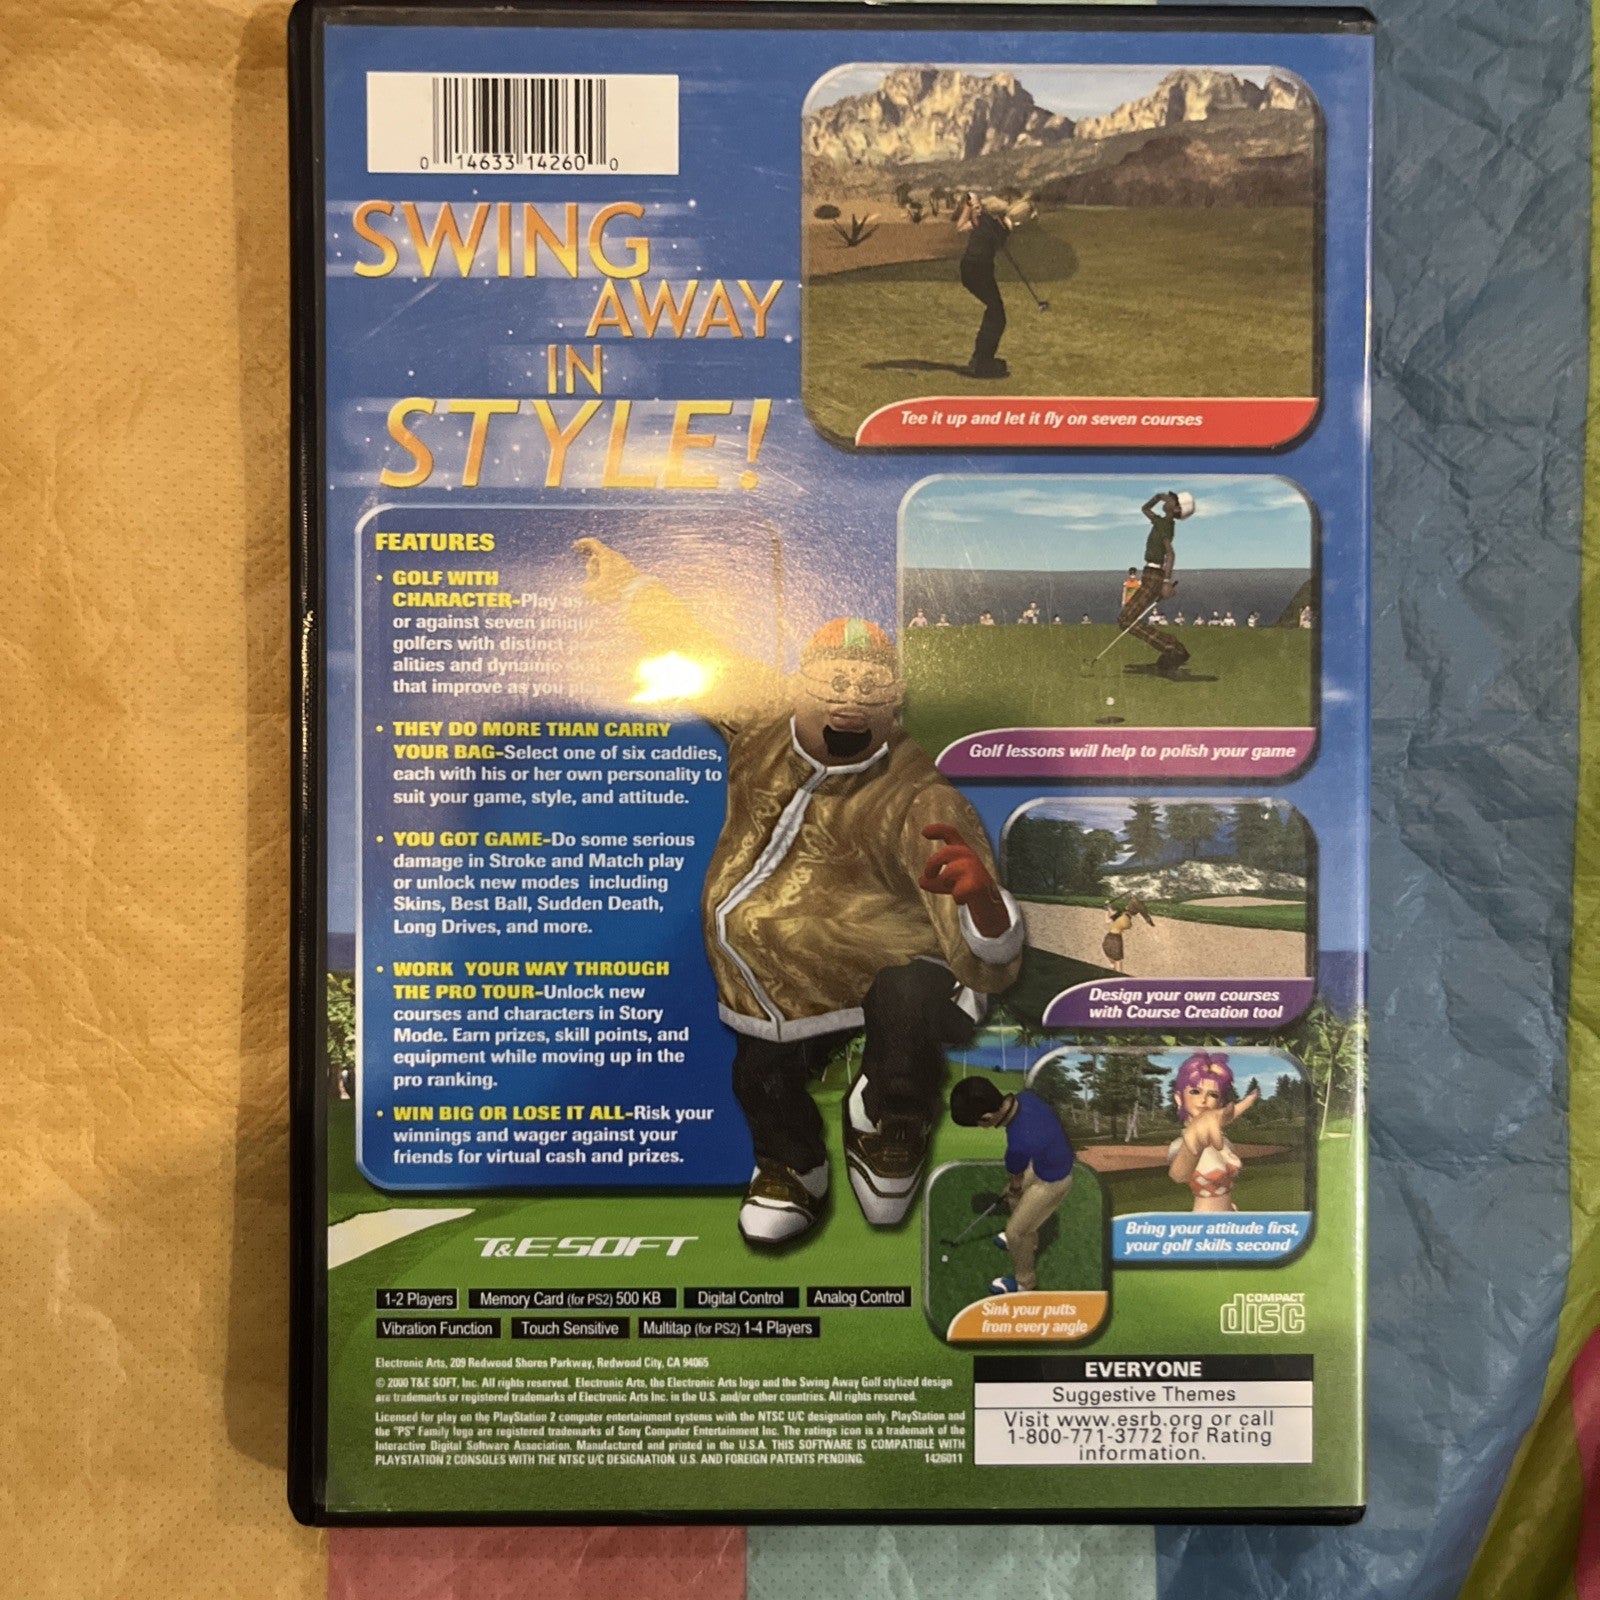 0 14633 14260 0
SWING
AWAY
IN
STYLE!
Tee it up and let it fly on seven courses
Golf lessons will help to polish your game
Design your own courses
with Course Creation tool
Bring your attitude first,
your golf skills second
Sink your putts
from every angle
FEATURES
• GOLF WITH
CHARACTER-Play as
or against seven unique
golfers with distinct
alities and dynamic
that improve as you play
• THEY DO MORE THAN CARRY
YOUR BAG-Select one of six caddies,
each with his or her own personality to
suit your game, style, and attitude.
• YOU GOT GAME-Do some serious
damage in Stroke and Match play
or unlock new modes including
Skins, Best Ball, Sudden Death,
Long Drives, and more.
• WORK YOUR WAY THROUGH
THE PRO TOUR-Unlock new
courses and characters in Story
Mode. Earn prizes, skill points, and
equipment while moving up in the
pro ranking.
• WIN BIG OR LOSE IT ALL-Risk your
winnings and wager against your
friends for virtual cash and prizes.
T&E SOFT
1-2 Players Memory Card (for PS2) 500 KB Digital Control Analog Control
Vibration Function Touch Sensitive Multitap (for PS2) 1-4 Players
COMPACT
disc
Electronic Arts, 209 Redwood Shores Parkway, Redwood City, CA 94065
© 2000 T&E SOFT, Inc. All rights reserved. Electronic Arts, the Electronic Arts logo and the Swing Away Golf stylized design
are trademarks or registered trademarks of Electronic Arts Inc. in the U.S. and/or other countries. All rights reserved.
Licensed for play on the PlayStation 2 computer entertainment systems with the NTSC U/C designation only. PlayStation and
the "PS" Family logo are registered trademarks of Sony Computer Entertainment Inc. The ratings icon is a trademark of the
Interactive Digital Software Association. Manufactured and printed in the U.S.A. THIS SOFTWARE IS COMPATIBLE WITH
PLAYSTATION 2 CONSOLES WITH THE NTSC U/C DESIGNATION. U.S. AND FOREIGN PATENTS PENDING. 1426011
EVERYONE
Suggestive Themes
Visit www.esrb.org or call
1-800-771-3772 for Rating
information.